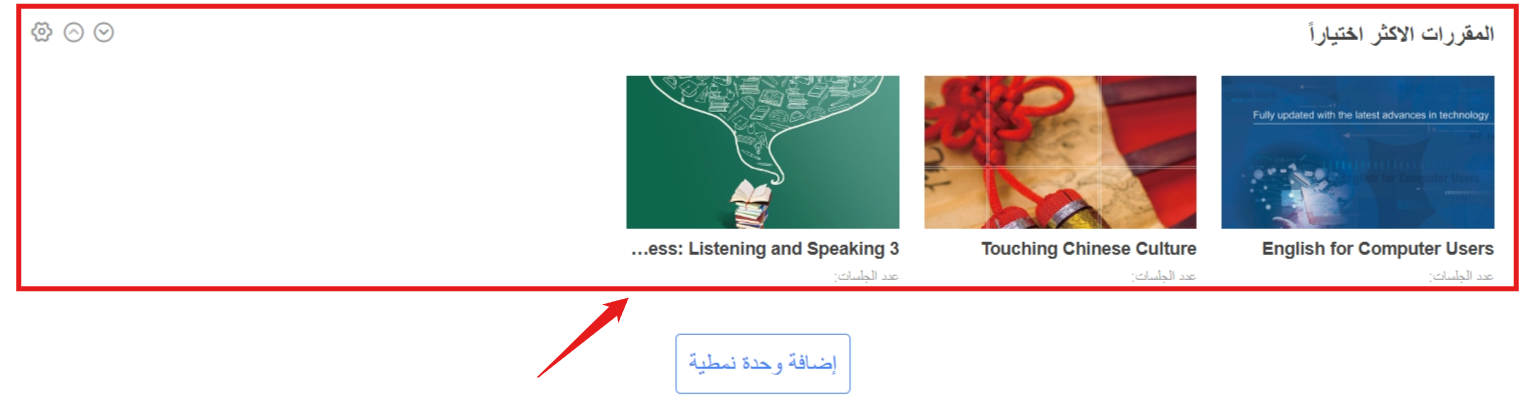 المقررات الاكثر اختياراً
Fully updated with the latest advances in technology
English for Computer Users
عدد الجلسات:
Touching Chinese Culture
عدد الجلسات:
...ess: Listening and Speaking 3
عدد الجلسات:
إضافة وحدة نمطية